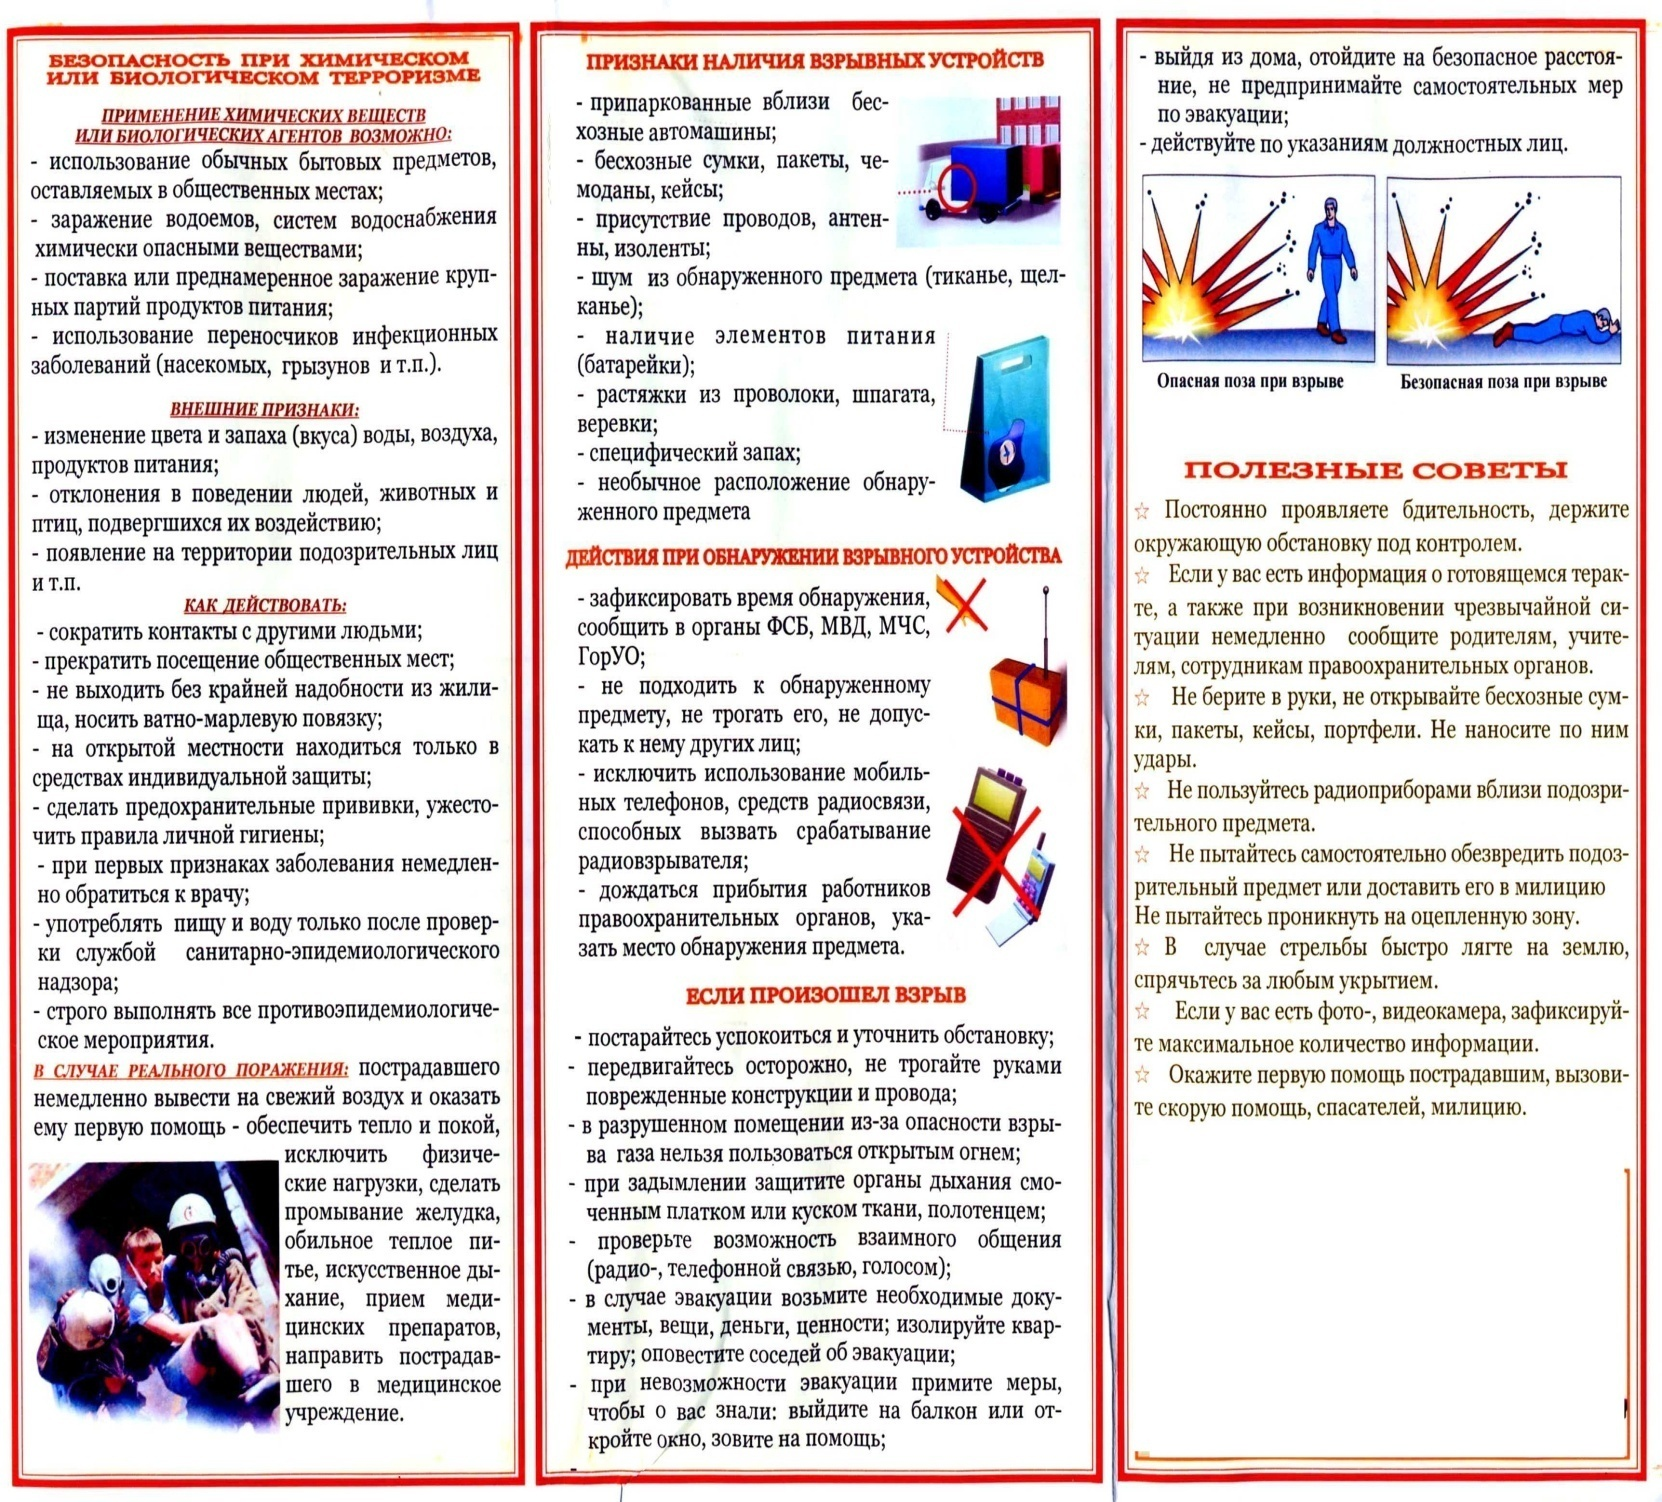 БЕЗОПАСНОСТЬ ПРИ ХИМИЧЕСКОМ
ИЛИ БИОЛОГИЧЕСКОМ ТЕРРОРИЗМЕ
ПРИМЕНЕНИЕ ХИМИЧЕСКИХ ВЕЩЕСТВ
ИЛИ БИОЛОГИЧЕСКИХ АГЕНТОВ ВОЗМОЖНО:
- использование обычных бытовых предметов,
оставляемых в общественных местах;
- заражение водоемов, систем водоснабжения
химически опасными веществами;
- поставка или преднамеренное заражение круп-
ных партий продуктов питания;
- использование переносчиков инфекционных
заболеваний (насекомых, грызунов и т.п.).
ВНЕШНИЕ ПРИЗНАКИ:
- изменение цвета и запаха (вкуса) воды, воздуха,
продуктов питания;
- отклонения в поведении людей, животных и
птиц, подвергшихся их воздействию;
- появление на территории подозрительных лиц
и т.п.
КАК ДЕЙСТВОВАТЬ:
- сократить контакты с другими людьми;
- прекратить посещение общественных мест;
- не выходить без крайней надобности из жили-
ща, носить ватно-марлевую повязку;
- на открытой местности находиться только в
средствах индивидуальной защиты;
- сделать предохранительные прививки, ужесто-
чить правила личной гигиены;
- при первых признаках заболевания немедлен-
но обратиться к врачу;
- употреблять пищу и воду только после провер-
ки службой санитарно-эпидемиологического
надзора;
- строго выполнять все противоэпидемиологиче-
ское мероприятия.
В СЛУЧАЕ РЕАЛЬНОГО ПОРАЖЕНИЯ: пострадавшего
немедленно вывести на свежий воздух и оказать
ему первую помощь - обеспечить тепло и покой,
исключить физиче-
ские нагрузки, сделать
промывание желудка,
обильное теплое пи-
тье, искусственное ды-
хание, прием меди-
цинских препаратов,
направить пострадав-
шего в медицинское
учреждение.
ПРИЗНАКИ НАЛИЧИЯ ВЗРЫВНЫХ УСТРОЙСТВ
- припаркованные вблизи бес-
хозные автомашины;
- бесхозные сумки, пакеты, че-
моданы, кейсы;
- присутствие проводов, антен-
ны, изоленты;
- шум из обнаруженного предмета (тиканье, щел-
канье);
- наличие элементов питания
(батарейки);
- растяжки из проволоки, шпагата,
веревки;
- специфический запах;
- необычное расположение обнару-
женного предмета
ДЕЙСТВИЯ ПРИ ОБНАРУЖЕНИИ ВЗРЫВНОГО УСТРОЙСТВА
- зафиксировать время обнаружения,
сообщить в органы ФСБ, МВД, МЧС,
ГорУО;
- не подходить к обнаруженному
предмету, не трогать его, не допус-
кать к нему других лиц;
- исключить использование мобиль-
ных телефонов, средств радиосвязи,
способных вызвать срабатывание
радиовзрывателя;
- дождаться прибытия работников
правоохранительных органов, ука-
зать место обнаружения предмета.
ЕСЛИ ПРОИЗОШЕЛ ВЗРЫВ
- постарайтесь успокоиться и уточнить обстановку;
- передвигайтесь осторожно, не трогайте руками
поврежденные конструкции и провода;
- в разрушенном помещении из-за опасности взры-
ва газа нельзя пользоваться открытым огнем;
- при задымлении защитите органы дыхания смо-
ченным платком или куском ткани, полотенцем;
- проверьте возможность взаимного общения
(радио-, телефонной связью, голосом);
- в случае эвакуации возьмите необходимые доку-
менты, вещи, деньги, ценности; изолируйте квар-
тиру; оповестите соседей об эвакуации;
- при невозможности эвакуации примите меры,
чтобы о вас знали: выйдите на балкон или от-
кройте окно, зовите на помощь;
- выйдя из дома, отойдите на безопасное расстоя-
ние, не предпринимайте самостоятельных мер
по эвакуации;
- действуйте по указаниям должностных лиц.
Опасная поза при взрыве
Безопасная поза при взрыве
ПОЛЕЗНЫЕ СОВЕТЫ
☆ Постоянно проявляете бдительность, держите
окружающую обстановку под контролем.
☆ Если у вас есть информация о готовящемся терак-
те, а также при возникновении чрезвычайной си-
туации немедленно сообщите родителям, учите-
лям, сотрудникам правоохранительных органов.
☆ Не берите в руки, не открывайте бесхозные сум-
ки, пакеты, кейсы, портфели. Не наносите по ним
удары.
☆ Не пользуйтесь радиоприборами вблизи подозри-
тельного предмета.
☆ Не пытайтесь самостоятельно обезвредить подоз-
рительный предмет или доставить его в милицию
Не пытайтесь проникнуть на оцепленную зону.
☆ В случае стрельбы быстро лягте на землю,
спрячьтесь за любым укрытием.
☆ Если у вас есть фото-, видеокамера, зафиксируй-
те максимальное количество информации.
☆ Окажите первую помощь пострадавшим, вызови-
те скорую помощь, спасателей, милицию.